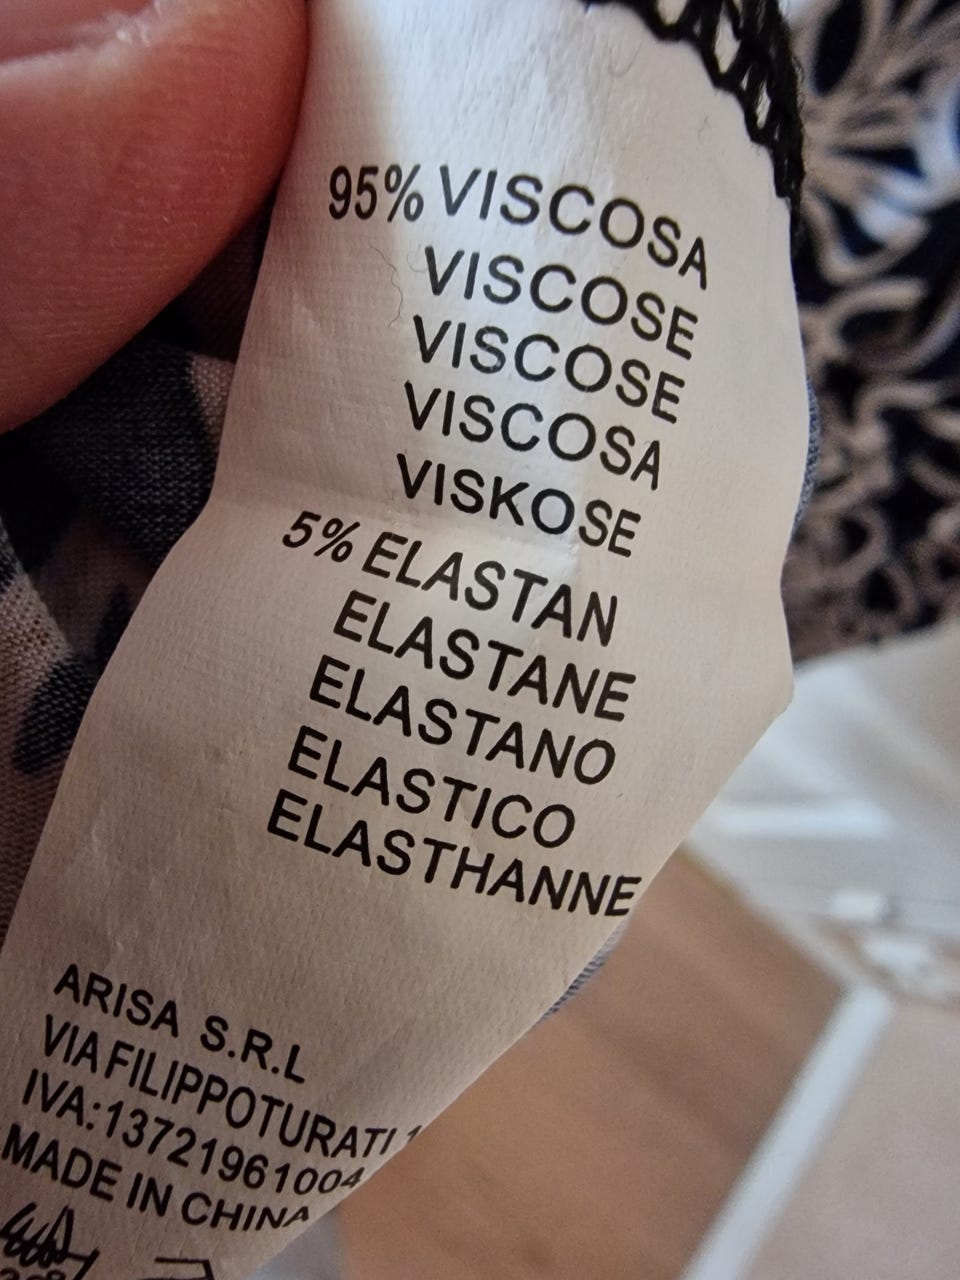 95% VISCOSA
VISCOSE
VISCOSE
VISCOSA
VISKOSE
5% ELASTAN
ELASTANE
ELASTANO
ELASTICO
ELASTHANNE
ARISA S.R.L
VIA FILIPPOTURATI
IVA:13721961004
MADE IN CHINA